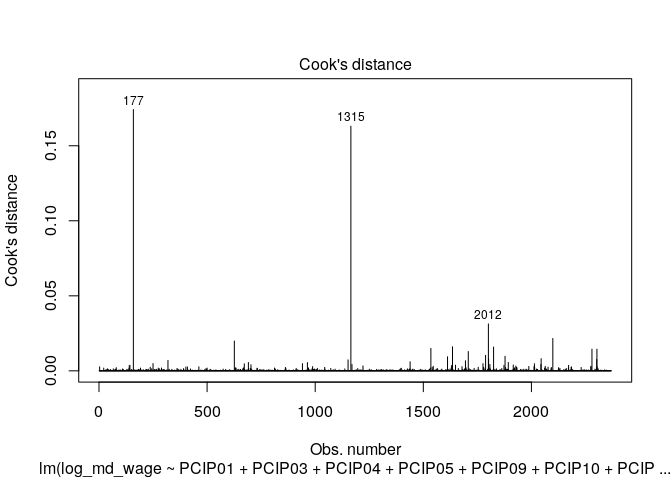 Cook's distance
177
1315
2012
Cook's distance
0.00 0.05 0.10 0.15
0 500 1000 1500 2000
Obs. number
lm(log_md_wage ~ PCIP01 + PCIP03 + PCIP04 + PCIP05 + PCIP09 + PCIP10 + PCIP ...